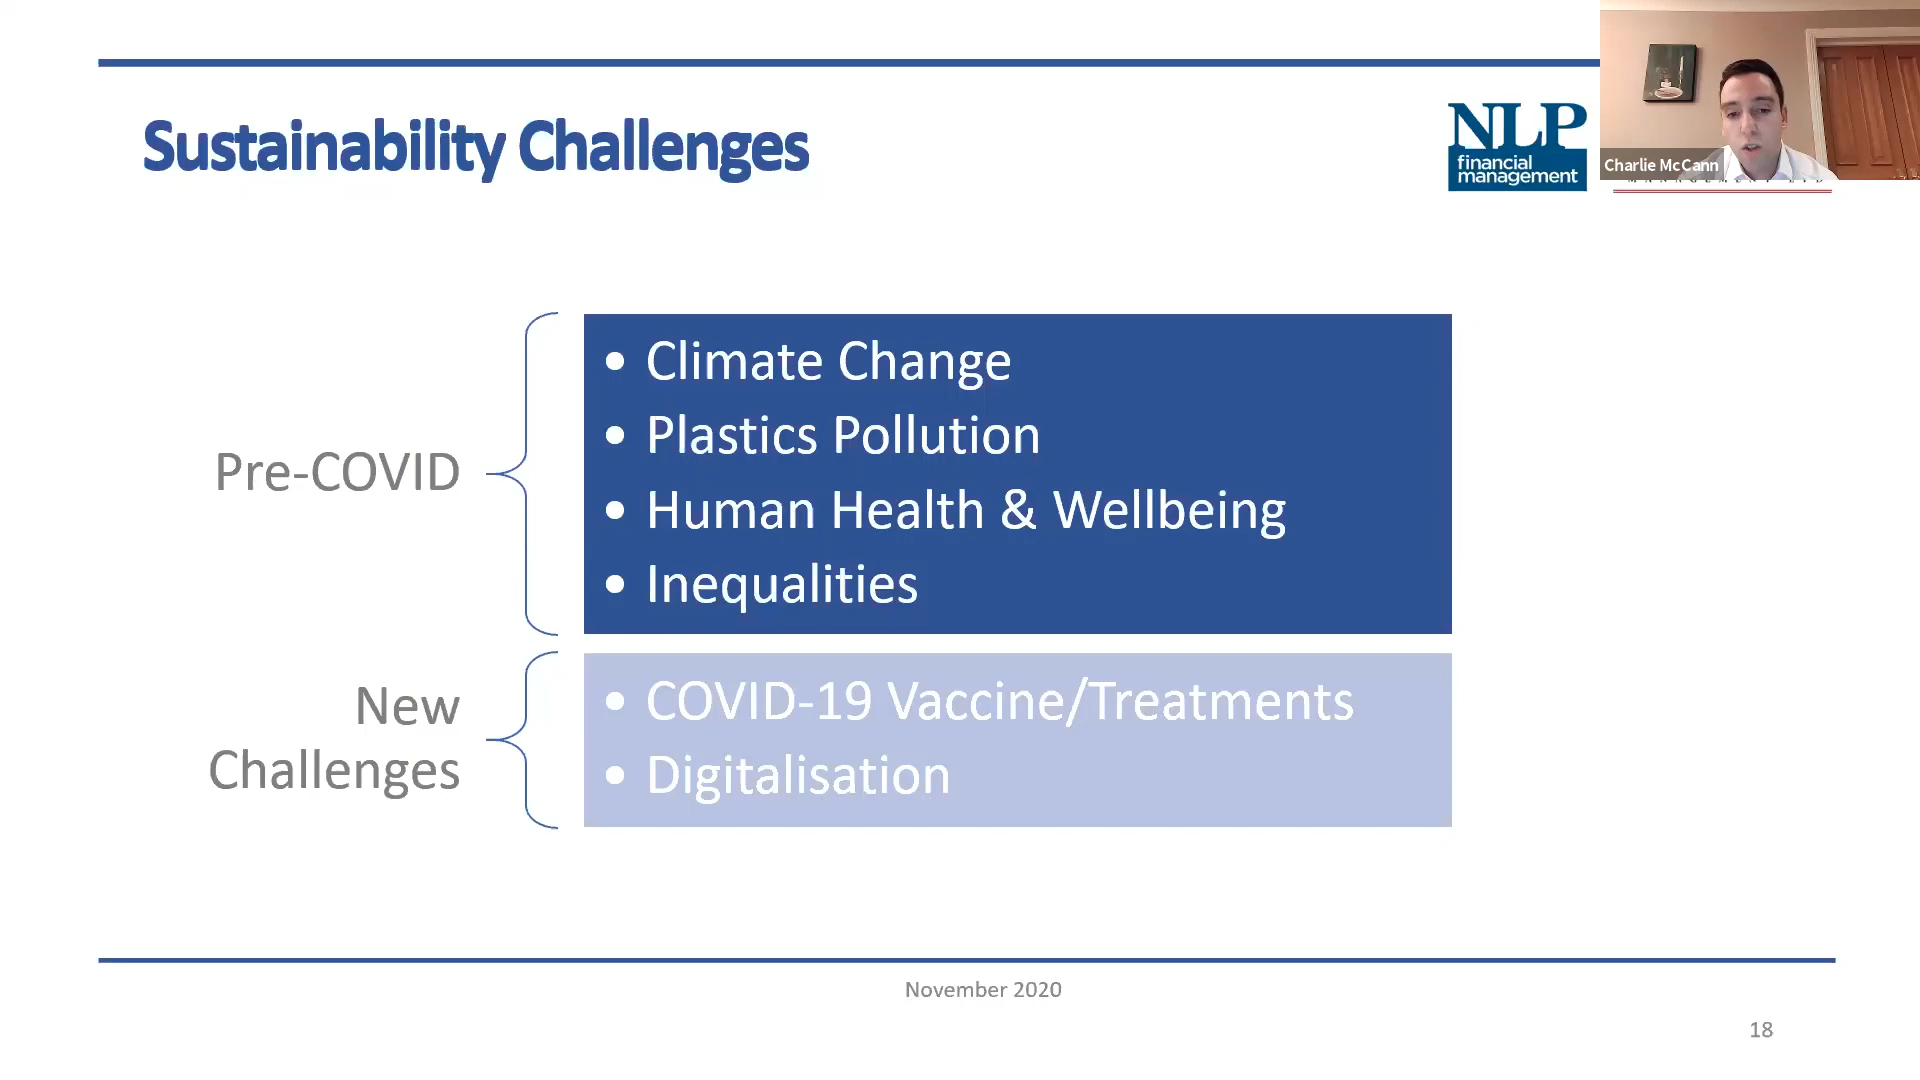 Sustainability Challenges
NLP
financial
management
Charlie McCann
Pre-COVID
• Climate Change
• Plastics Pollution
• Human Health & Wellbeing
• Inequalities
New
Challenges
• COVID-19 Vaccine/Treatments
• Digitalisation
November 2020
18